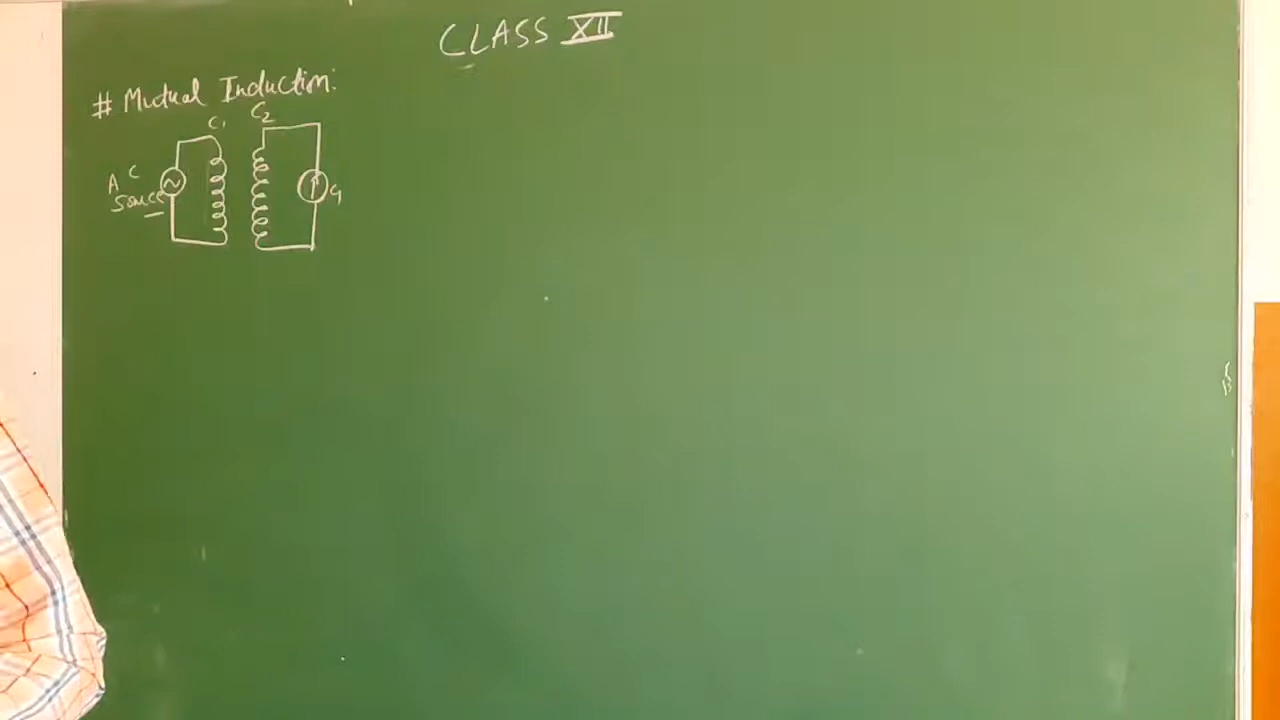 CLASS XII
# Mutual Induction:
C1 C2
AC
Source
G